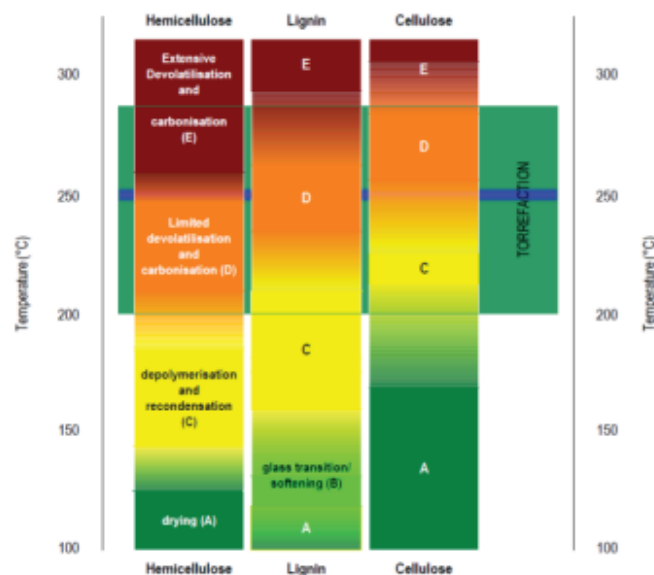 Hemicellulose Lignin Cellulose
300 300
Extensive
Devolatilisation
and
carbonisation
(E)
E
E
D
D
TORREFACTION
250 250
Limited
devolatilisation
and
carbonisation (D)
C
Temperature (°C)
Temperature (°C)
200 200
C
depolymerisation
and
recondensation
(C)
150 150
glass transition/
softening (B)
A
drying (A)
A
100 100
Hemicellulose Lignin Cellulose